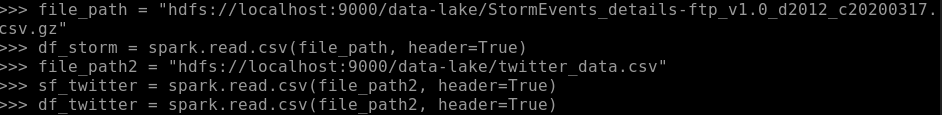 >>> file_path = "hdfs://localhost:9000/data-lake/StormEvents_details-ftp_v1.0_d2012_c20200317.
csv.gz"
>>> df_storm = spark.read.csv(file_path, header=True)
>>> file_path2 = "hdfs://localhost:9000/data-lake/twitter_data.csv"
>>> sf_twitter = spark.read.csv(file_path2, header=True)
>>> df_twitter = spark.read.csv(file_path2, header=True)